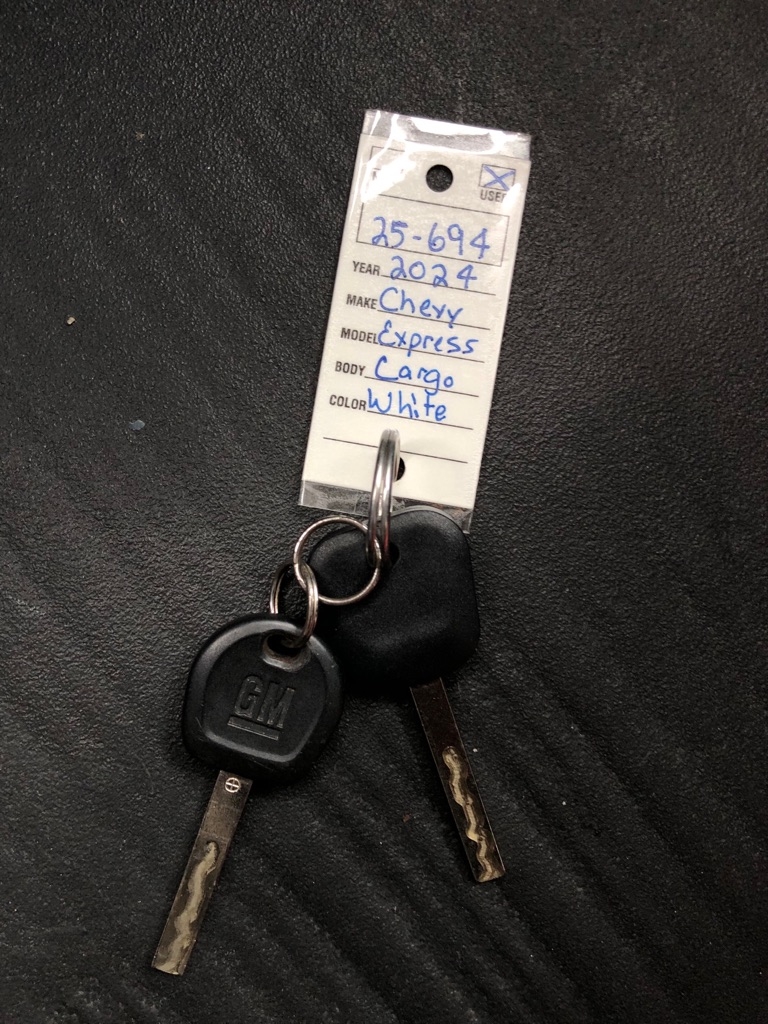 USED
25-694
YEAR 2024
MAKE Chevy
MODEL Express
BODY Cargo
COLOR White
GM